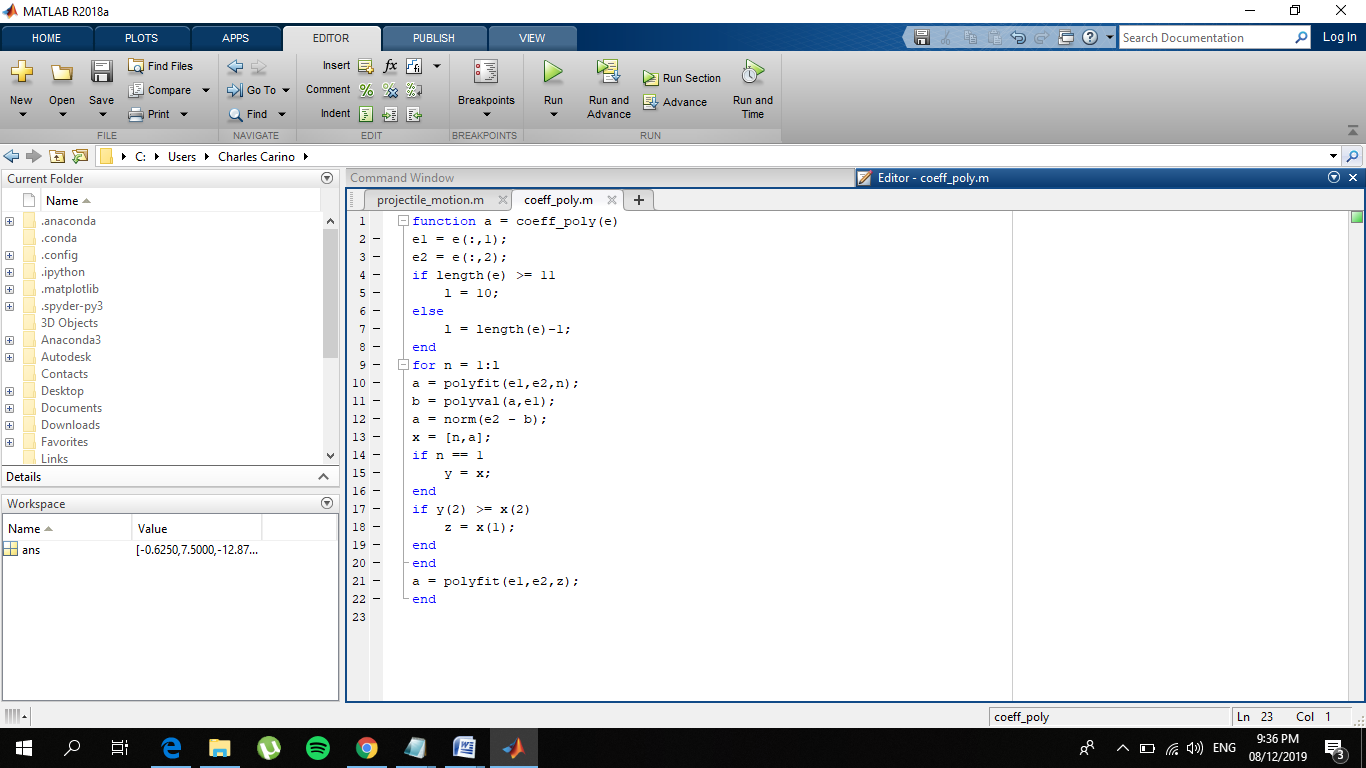 MATLAB R2018a
HOME PLOTS APPS EDITOR PUBLISH VIEW Search Documentation Log In
New Open Save Find Files Compare Print Go To Find Insert Comment Indent fx Breakpoints Run Run and Advance Run Section Advance Run and Time
FILE NAVIGATE EDIT BREAKPOINTS RUN
C: Users Charles Carino
Current Folder
Name
.anaconda
.conda
.config
.ipython
.matplotlib
.spyder-py3
3D Objects
Anaconda3
Autodesk
Contacts
Desktop
Documents
Downloads
Favorites
Links
Details
Workspace
Name Value
ans [-0.6250,7.5000,-12.87...
Command Window
Editor - coeff_poly.m
projectile_motion.m coeff_poly.m
1 function a = coeff_poly(e)
2 e1 = e(:,1);
3 e2 = e(:,2);
4 if length(e) >= 11
5 l = 10;
6 else
7 l = length(e)-1;
8 end
9 for n = 1:l
10 a = polyfit(e1,e2,n);
11 b = polyval(a,e1);
12 a = norm(e2 - b);
13 x = [n,a];
14 if n == 1
15 y = x;
16 end
17 if y(2) >= x(2)
18 z = x(1);
19 end
20 end
21 a = polyfit(e1,e2,z);
22 end
23
coeff_poly Ln 23 Col 1
ENG 9:36 PM
08/12/2019
3